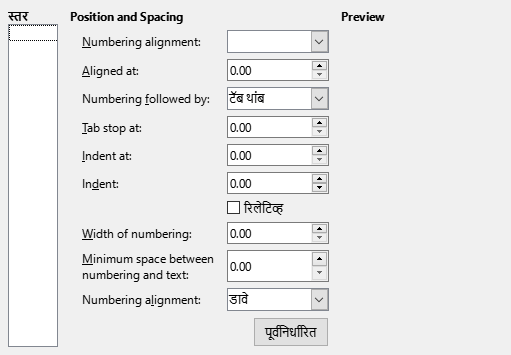 स्तर Position and Spacing Preview
Numbering alignment:
Aligned at: 0.00
Numbering followed by: टॅब थांब
Tab stop at: 0.00
Indent at: 0.00
Indent: 0.00
रिलेटिव्ह
Width of numbering: 0.00
Minimum space between
numbering and text: 0.00
Numbering alignment: डावे
पूर्वनिर्धारित